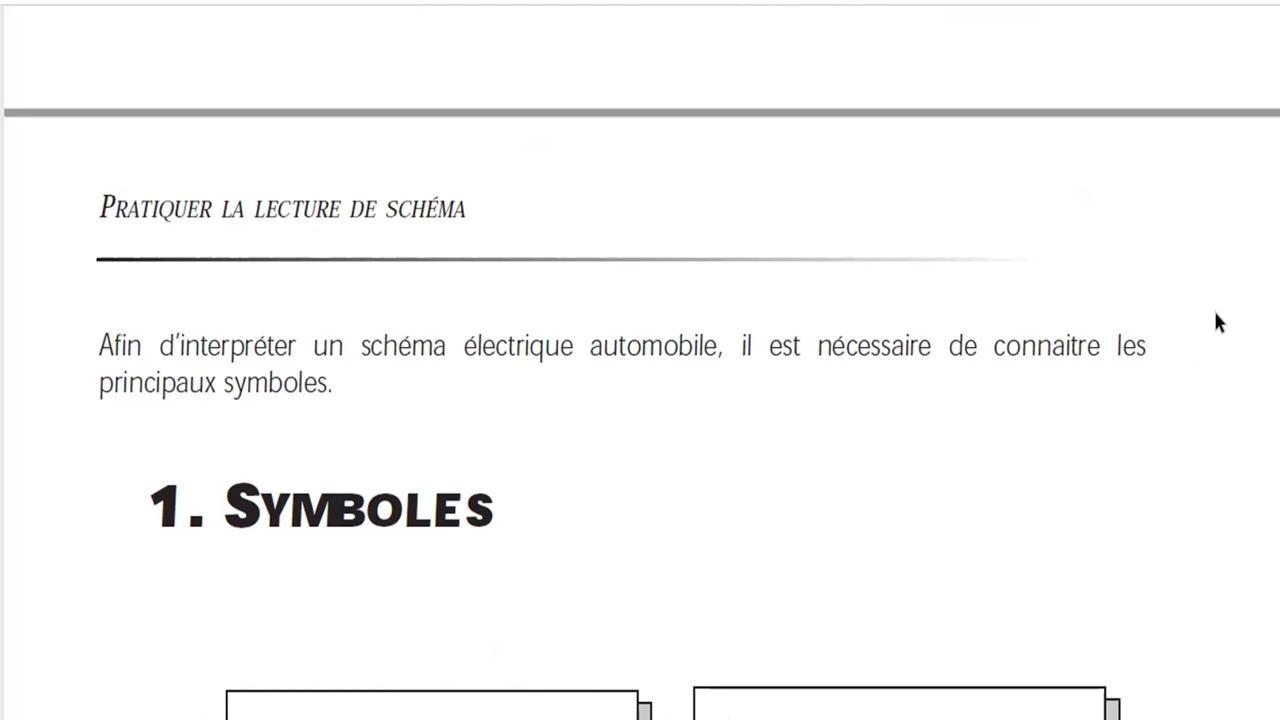 Pratiquer la lecture de schéma
Afin d'interpréter un schéma électrique automobile, il est nécessaire de connaitre les
principaux symboles.
1. Symboles